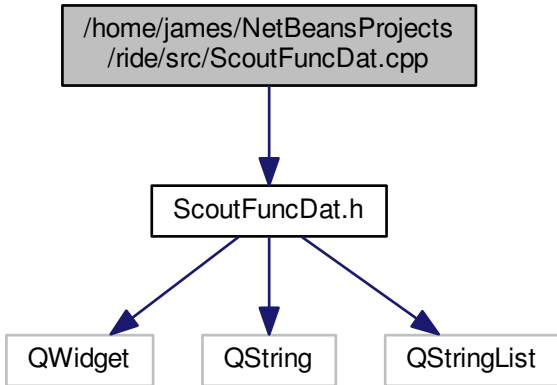 /home/james/NetBeansProjects
/ride/src/ScoutFuncDat.cpp
ScoutFuncDat.h
QWidget
QString
QStringList